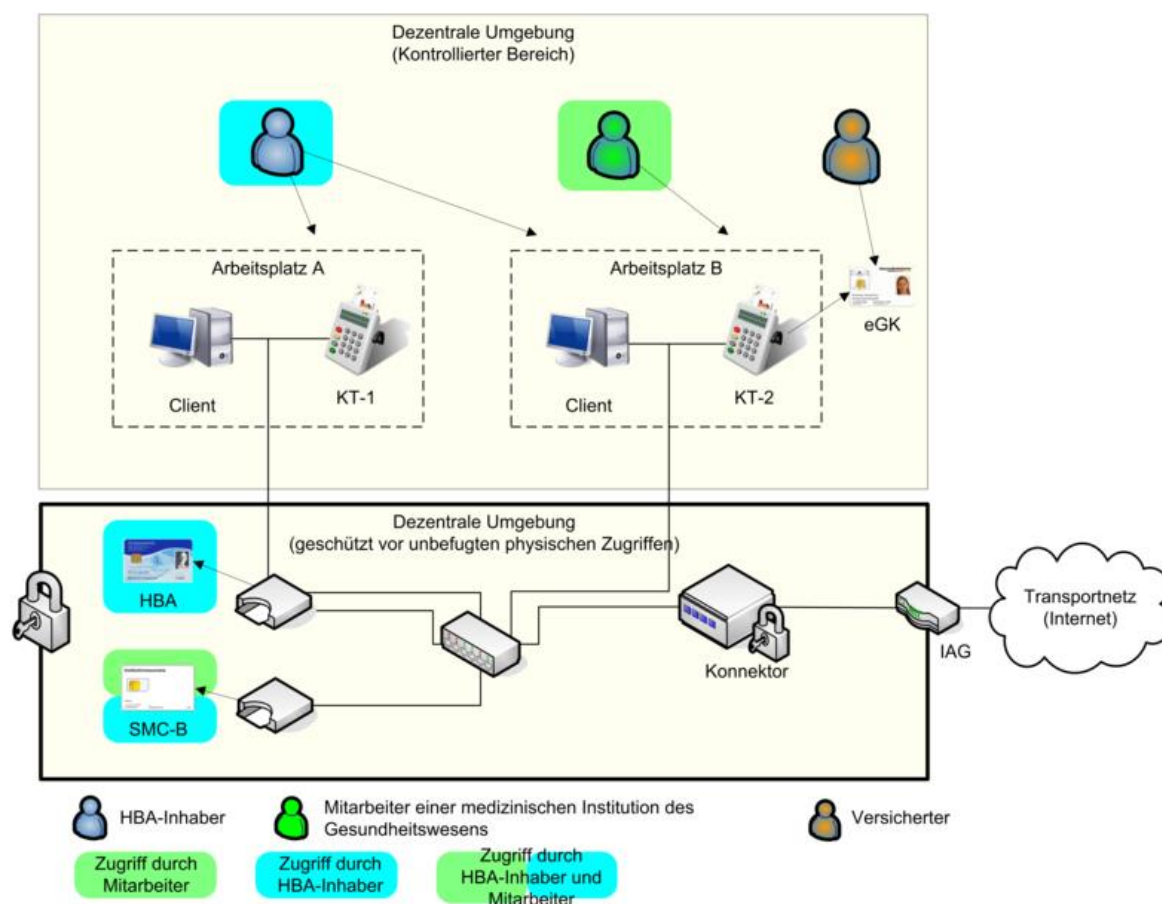 Dezentrale Umgebung
(Kontrollierter Bereich)
Arbeitsplatz A
Arbeitsplatz B
eGK
Client
KT-1
Client
KT-2
Dezentrale Umgebung
(geschützt vor unbefugten physischen Zugriffen)
HBA
Transportnetz
(Internet)
IAG
Konnektor
SMC-B
HBA-Inhaber
Mitarbeiter einer medizinischen Institution des
Gesundheitswesens
Versicherter
Zugriff durch
Mitarbeiter
Zugriff durch
HBA-Inhaber
Zugriff durch
HBA-Inhaber und
Mitarbeiter